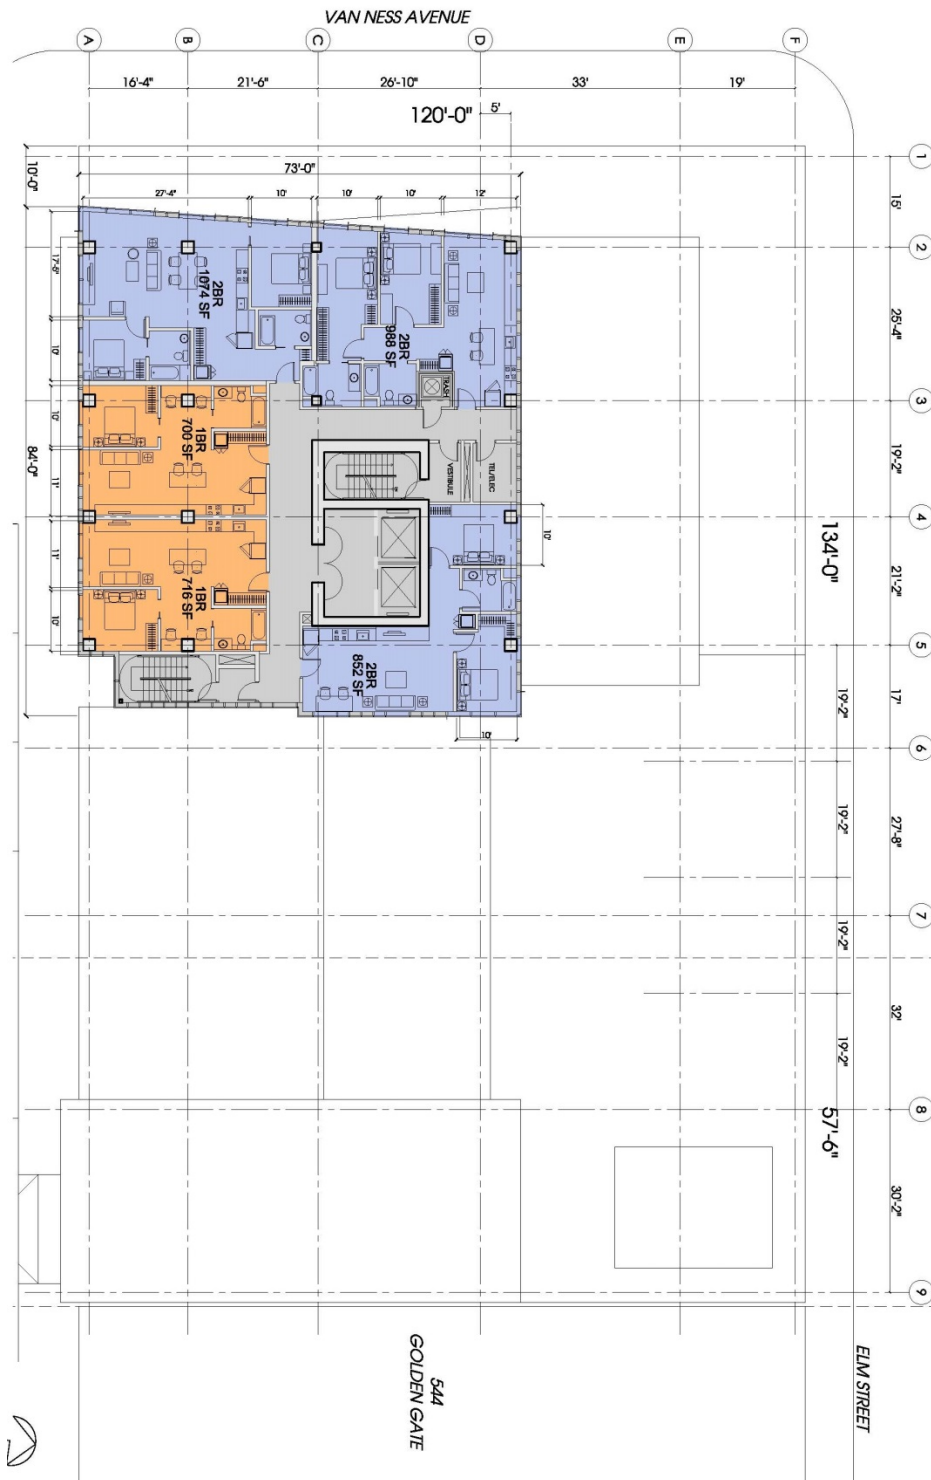 VAN NESS AVENUE
A
B
C
D
E
F
16'-4"
21'-6"
26'-10"
33'
19'
120'-0"
5'
1
10'-0"
73'-0"
15'
27'-4"
10'
10'
10'
12'
2
17'-8"
2BR
1074 SF
2BR
988 SF
25'-4"
10'
TRASH
3
10'
1BR
700 SF
84'-0"
19'-2"
VESTIBULE
TEL/ELEC
11'
4
10'
134'-0"
11'
1BR
716 SF
21'-2"
10'
5
2BR
852 SF
19'-2"
17'
10'
6
19'-2"
27'-8"
7
19'-2"
32'
19'-2"
8
57'-6"
30'-2"
9
544
GOLDEN GATE
ELM STREET